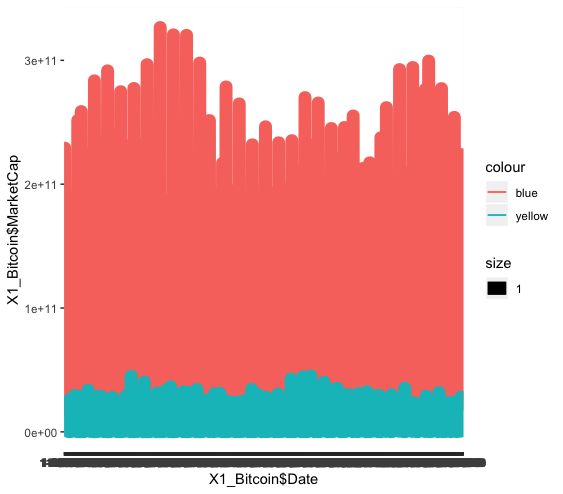 3e+11
2e+11
1e+11
0e+00
X1_Bitcoin$MarketCap
X1_Bitcoin$Date
colour
blue
yellow
size
1